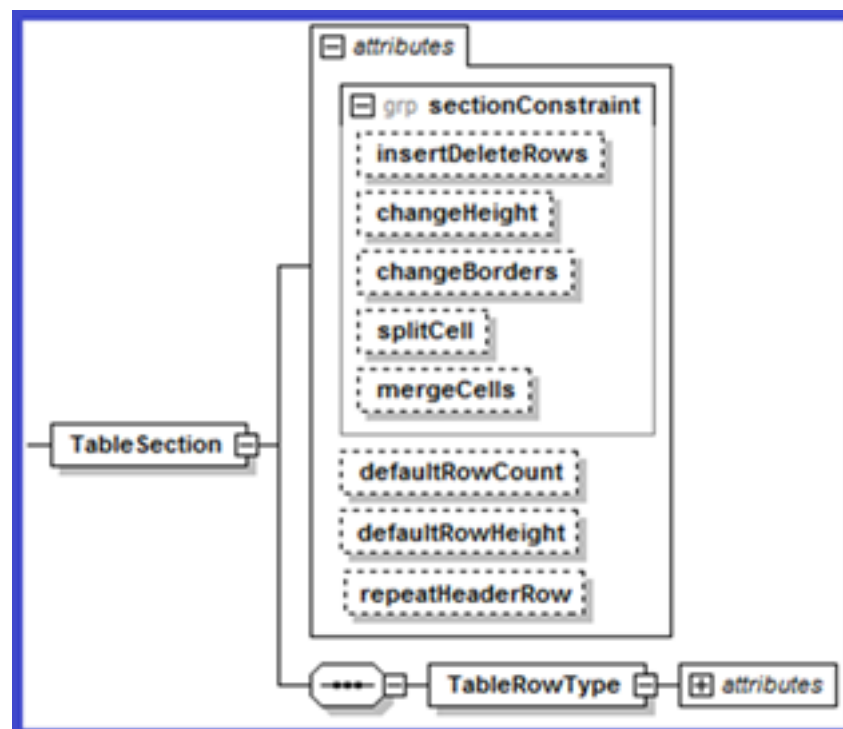 attributes
grp sectionConstraint
insertDeleteRows
changeHeight
changeBorders
splitCell
mergeCells
TableSection
defaultRowCount
defaultRowHeight
repeatHeaderRow
TableRowType
attributes